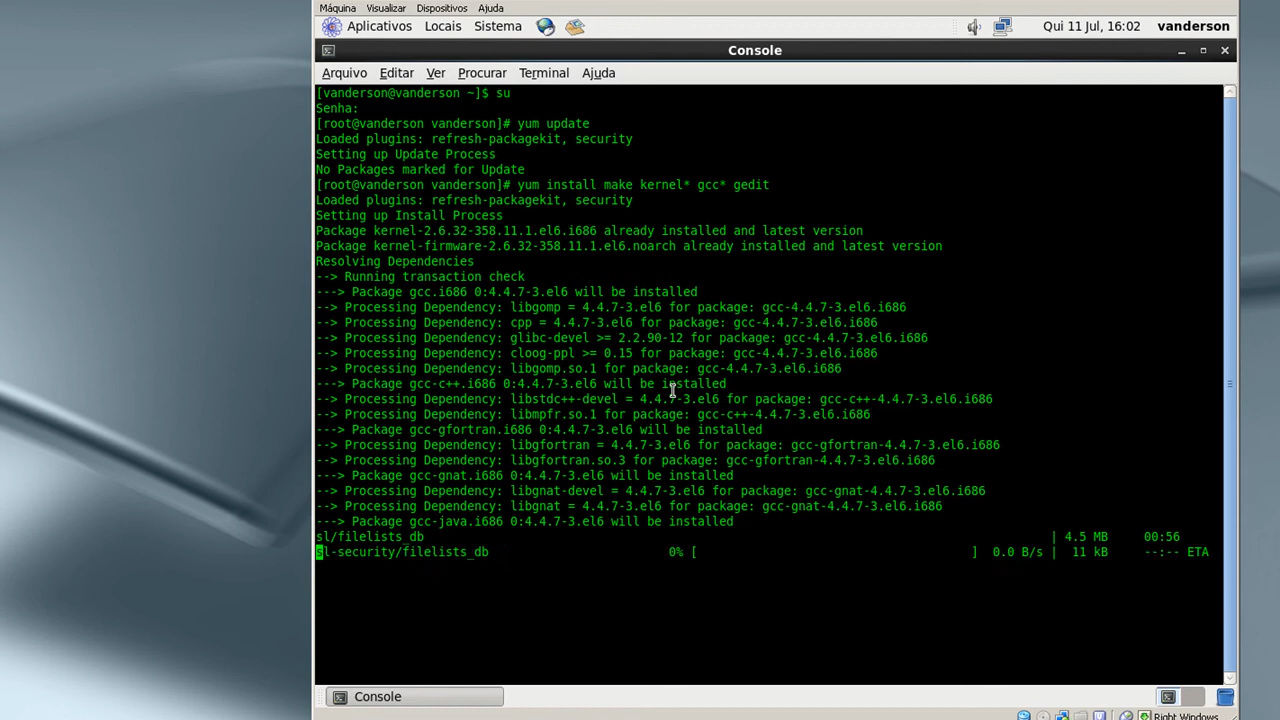 Máquina Visualizar Dispositivos Ajuda
Aplicativos Locais Sistema Qui 11 Jul, 16:02 vanderson
Console
Arquivo Editar Ver Procurar Terminal Ajuda
[vanderson@vanderson ~]$ su
Senha:
[root@vanderson vanderson]# yum update
Loaded plugins: refresh-packagekit, security
Setting up Update Process
No Packages marked for Update
[root@vanderson vanderson]# yum install make kernel* gcc* gedit
Loaded plugins: refresh-packagekit, security
Setting up Install Process
Package kernel-2.6.32-358.11.1.el6.i686 already installed and latest version
Package kernel-firmware-2.6.32-358.11.1.el6.noarch already installed and latest version
Resolving Dependencies
--> Running transaction check
---> Package gcc.i686 0:4.4.7-3.el6 will be installed
--> Processing Dependency: libgomp = 4.4.7-3.el6 for package: gcc-4.4.7-3.el6.i686
--> Processing Dependency: cpp = 4.4.7-3.el6 for package: gcc-4.4.7-3.el6.i686
--> Processing Dependency: glibc-devel >= 2.2.90-12 for package: gcc-4.4.7-3.el6.i686
--> Processing Dependency: cloog-ppl >= 0.15 for package: gcc-4.4.7-3.el6.i686
--> Processing Dependency: libgomp.so.1 for package: gcc-4.4.7-3.el6.i686
---> Package gcc-c++.i686 0:4.4.7-3.el6 will be installed
--> Processing Dependency: libstdc++-devel = 4.4.7-3.el6 for package: gcc-c++-4.4.7-3.el6.i686
--> Processing Dependency: libmpfr.so.1 for package: gcc-c++-4.4.7-3.el6.i686
---> Package gcc-gfortran.i686 0:4.4.7-3.el6 will be installed
--> Processing Dependency: libgfortran = 4.4.7-3.el6 for package: gcc-gfortran-4.4.7-3.el6.i686
--> Processing Dependency: libgfortran.so.3 for package: gcc-gfortran-4.4.7-3.el6.i686
---> Package gcc-gnat.i686 0:4.4.7-3.el6 will be installed
--> Processing Dependency: libgnat-devel = 4.4.7-3.el6 for package: gcc-gnat-4.4.7-3.el6.i686
--> Processing Dependency: libgnat = 4.4.7-3.el6 for package: gcc-gnat-4.4.7-3.el6.i686
---> Package gcc-java.i686 0:4.4.7-3.el6 will be installed
sl/filelists_db | 4.5 MB 00:56
sl-security/filelists_db 0% [ ] 0.0 B/s | 11 kB --:-- ETA
Console
Right Windows